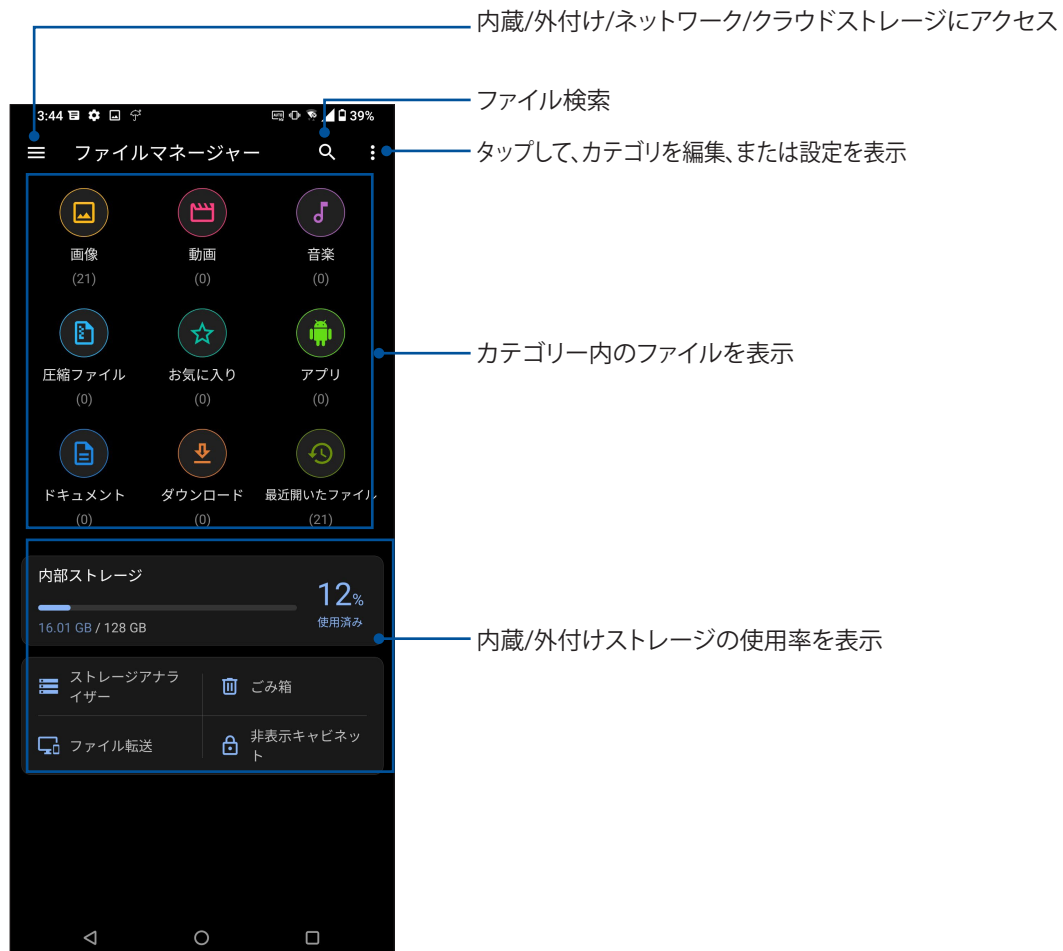 内蔵/外付け/ネットワーク/クラウドストレージにアクセス
ファイル検索
3:44 39%
ファイルマネージャー
タップして、カテゴリを編集、または設定を表示
画像 動画 音楽
(21) (0) (0)
カテゴリー内のファイルを表示
圧縮ファイル お気に入り アプリ
(0) (0) (0)
ドキュメント ダウンロード 最近開いたファイル
(0) (0) (21)
内部ストレージ
12%
16.01 GB / 128 GB 使用済み
内蔵/外付けストレージの使用率を表示
ストレージアナラ
イザー
ごみ箱
ファイル転送
非表示キャビネッ
ト